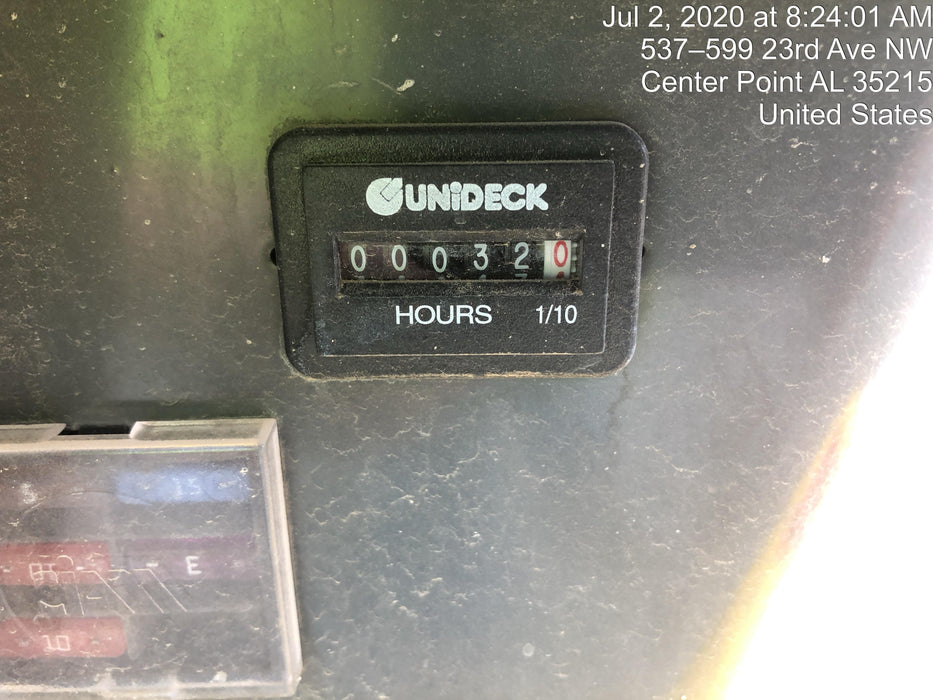 Jul 2, 2020 at 8:24:01 AM
537–599 23rd Ave NW
Center Point AL 35215
United States
UNiDECK
0 0 0 3 2 0
HOURS 1/10
15
E
10